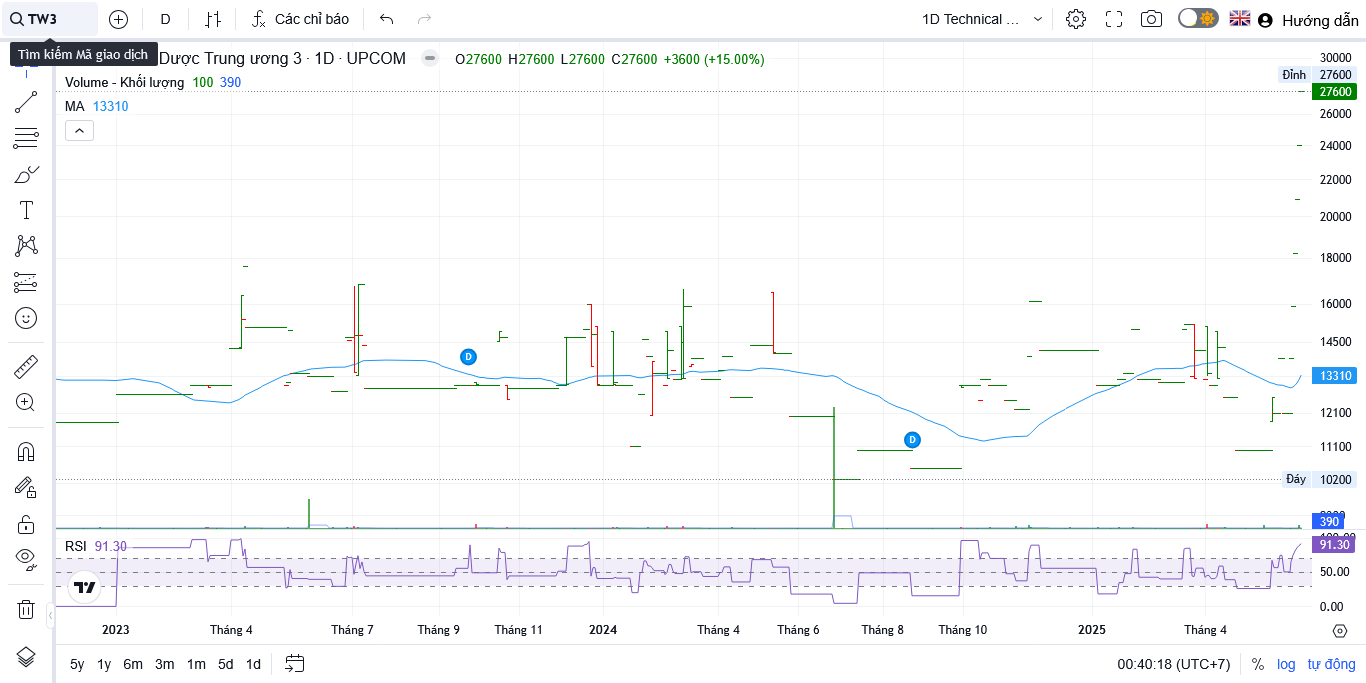 TW3 D Các chỉ báo 1D Technical ... Hướng dẫn
Tìm kiếm Mã giao dịch
Dược Trung ương 3 · 1D · UPCOM O27600 H27600 L27600 C27600 +3600 (+15.00%)
Volume - Khối lượng 100 390
MA 13310
30000
Đỉnh 27600
27600
26000
24000
22000
20000
18000
16000
14500
13310
12100
11100
Đáy 10200
390
RSI 91.30
91.30
50.00
0.00
D
D
2023 Tháng 4 Tháng 7 Tháng 9 Tháng 11 2024 Tháng 4 Tháng 6 Tháng 8 Tháng 10 2025 Tháng 4
5y 1y 6m 3m 1m 5d 1d 00:40:18 (UTC+7) % log tự động